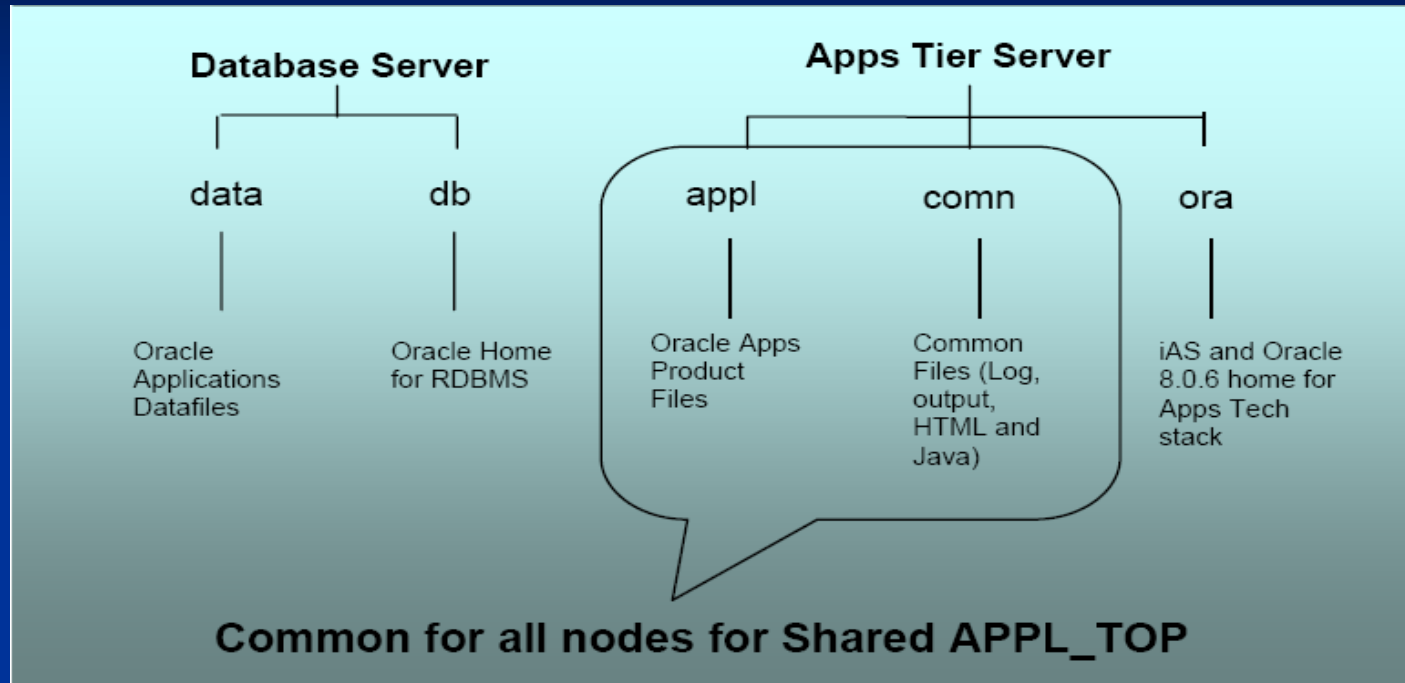 Database Server
Apps Tier Server
data
db
appl
comn
ora
Oracle
Applications
Datafiles
Oracle Home
for RDBMS
Oracle Apps
Product
Files
Common
Files (Log,
output,
HTML and
Java)
iAS and Oracle
8.0.6 home for
Apps Tech
stack
Common for all nodes for Shared APPL_TOP